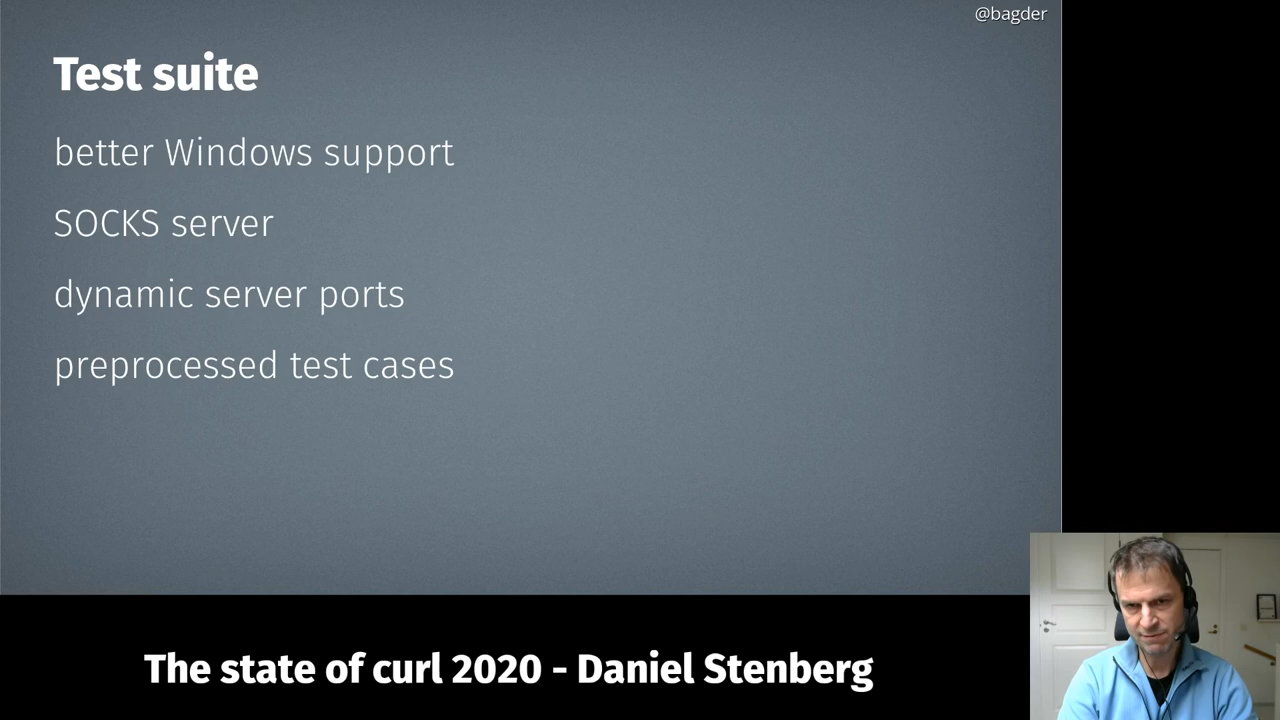 @bagder
Test suite
better Windows support
SOCKS server
dynamic server ports
preprocessed test cases
The state of curl 2020 - Daniel Stenberg